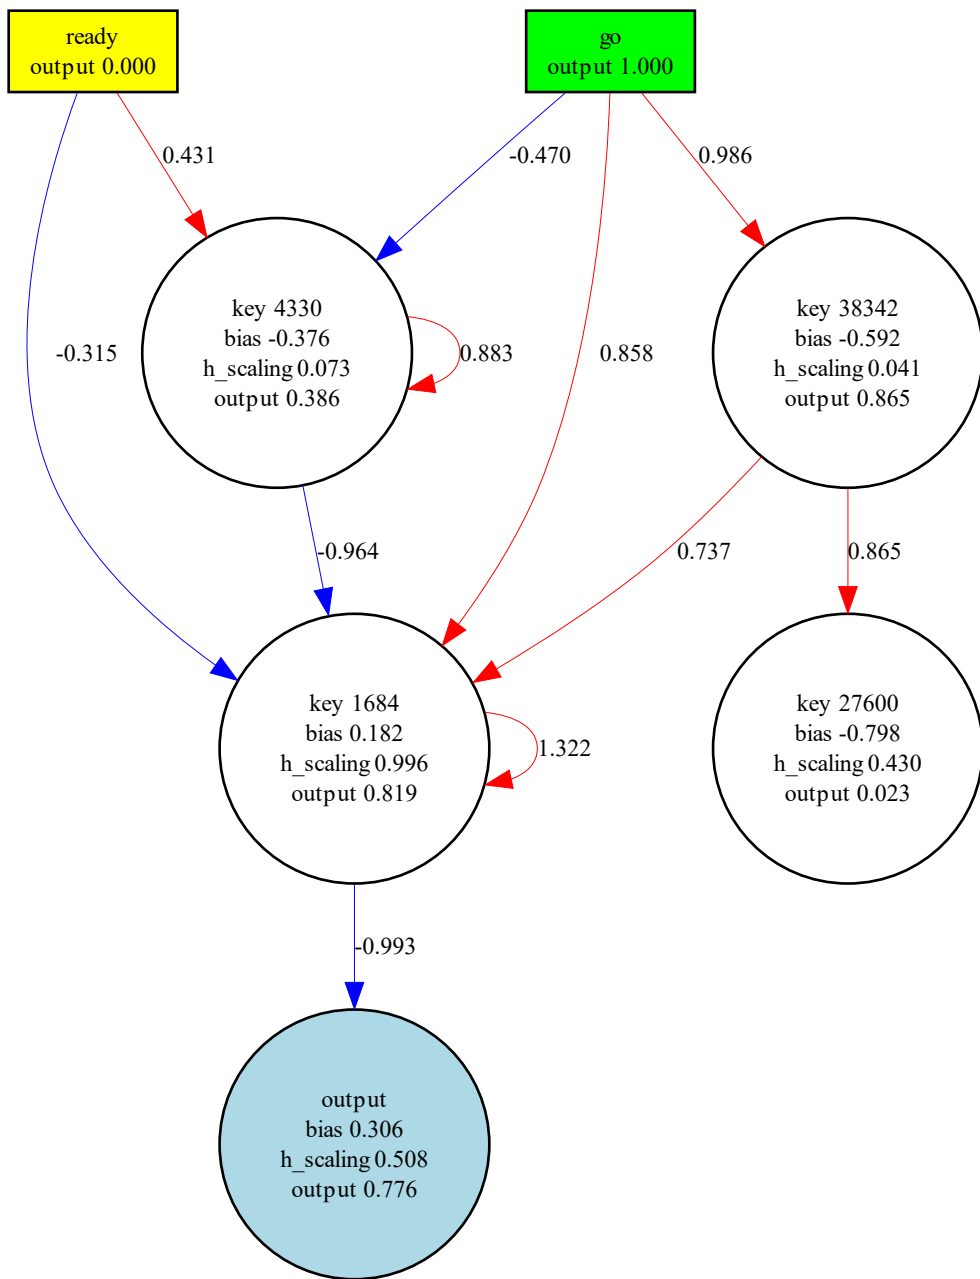 ready
output 0.000
go
output 1.000
0.431
-0.470
0.986
key 4330
bias -0.376
h_scaling 0.073
output 0.386
key 38342
bias -0.592
h_scaling 0.041
output 0.865
-0.315
0.883
0.858
-0.964
0.737
0.865
key 1684
bias 0.182
h_scaling 0.996
output 0.819
1.322
key 27600
bias -0.798
h_scaling 0.430
output 0.023
-0.993
output
bias 0.306
h_scaling 0.508
output 0.776